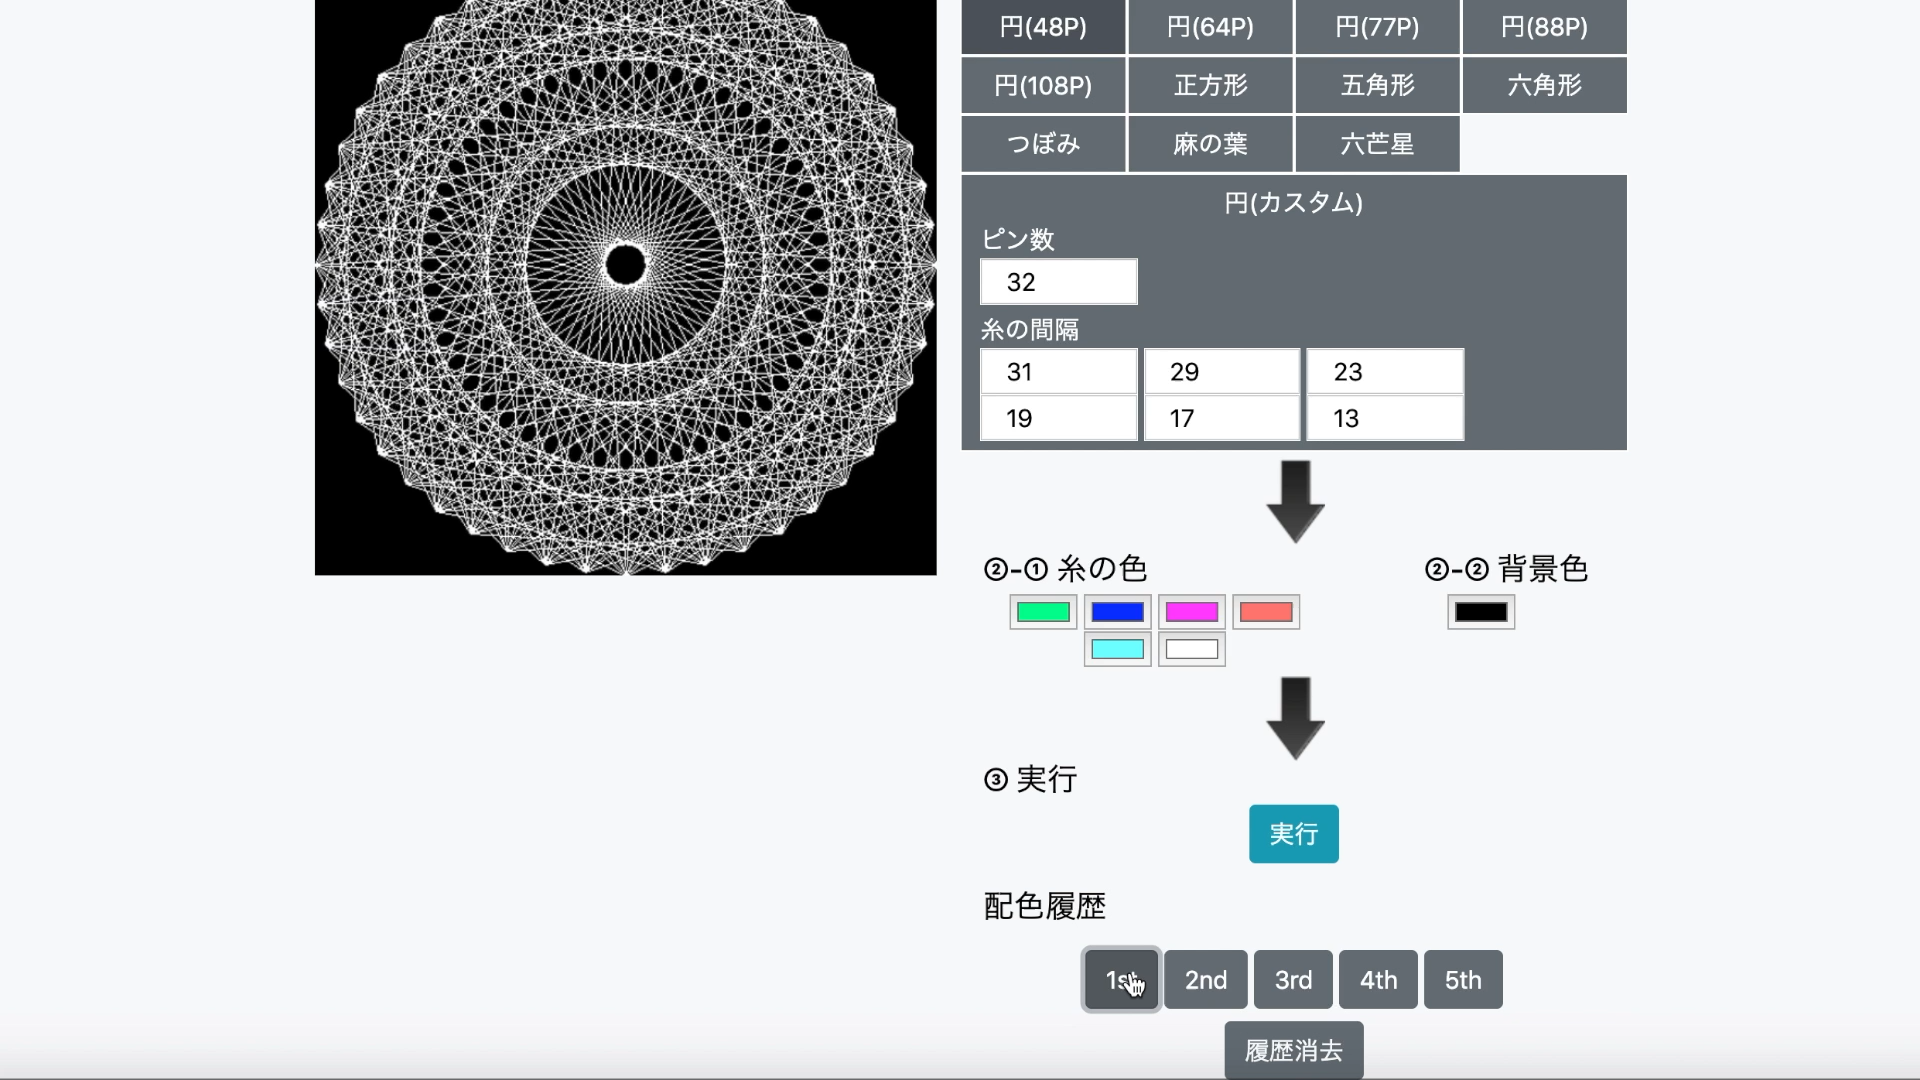 円(48P) 円(64P) 円(77P) 円(88P)
円(108P) 正方形 五角形 六角形
つぼみ 麻の葉 六芒星
円(カスタム)
ピン数
32
糸の間隔
31 29 23
19 17 13
②-① 糸の色 ②-② 背景色
③ 実行
実行
配色履歴
1st 2nd 3rd 4th 5th
履歴消去